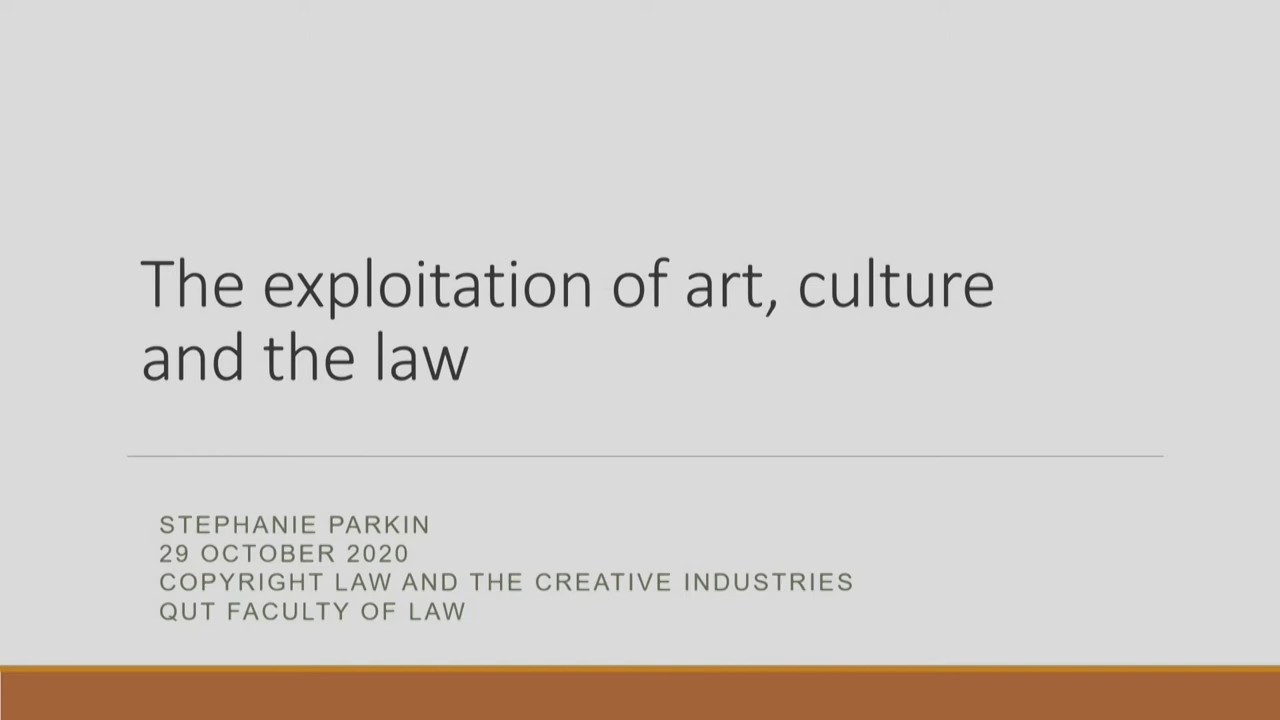 The exploitation of art, culture
and the law
STEPHANIE PARKIN
29 OCTOBER 2020
COPYRIGHT LAW AND THE CREATIVE INDUSTRIES
QUT FACULTY OF LAW